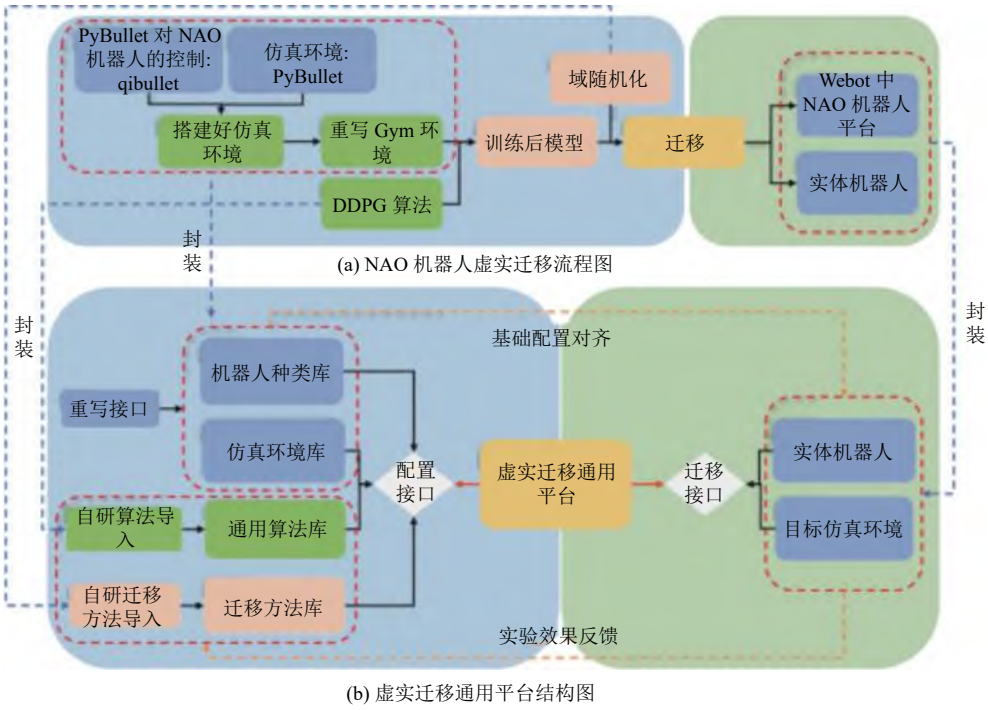 PyBullet 对 NAO
机器人的控制:
qibullet
仿真环境:
PyBullet
域随机化
Webot 中
NAO 机器人
平台
搭建好仿真
环境
重写 Gym 环
境
训练后模型
迁移
实体机器人
DDPG 算法
封
装
(a) NAO 机器人虚实迁移流程图
封
装
封
装
基础配置对齐
机器人种类库
重写接口
仿真环境库
配置
接口
虚实迁移通用
平台
迁移
接口
实体机器人
自研算法导
入
通用算法库
目标仿真环境
自研迁移
方法导入
迁移方法库
实验效果反馈
(b) 虚实迁移通用平台结构图